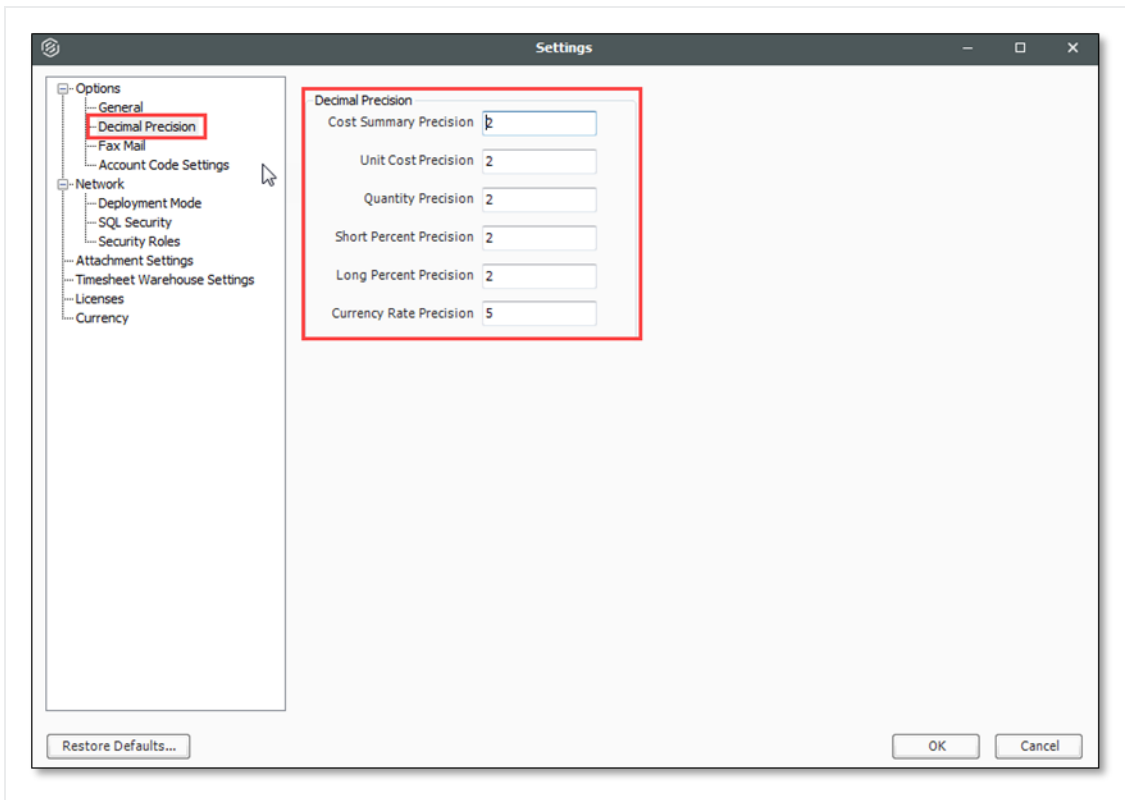 Settings
Options
General
Decimal Precision
Fax Mail
Account Code Settings
Network
Deployment Mode
SQL Security
Security Roles
Attachment Settings
Timesheet Warehouse Settings
Licenses
Currency
Decimal Precision
Cost Summary Precision 2
Unit Cost Precision 2
Quantity Precision 2
Short Percent Precision 2
Long Percent Precision 2
Currency Rate Precision 5
Restore Defaults... OK Cancel